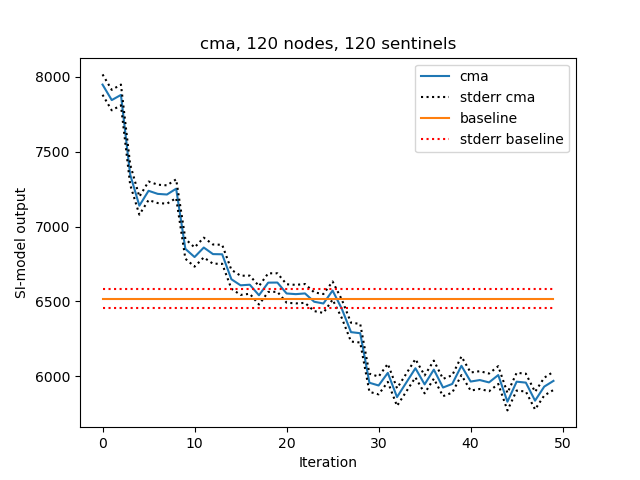 cma, 120 nodes, 120 sentinels
8000
7500
7000
6500
6000
SI-model output
cma
stderr cma
baseline
stderr baseline
0
10
20
30
40
50
Iteration